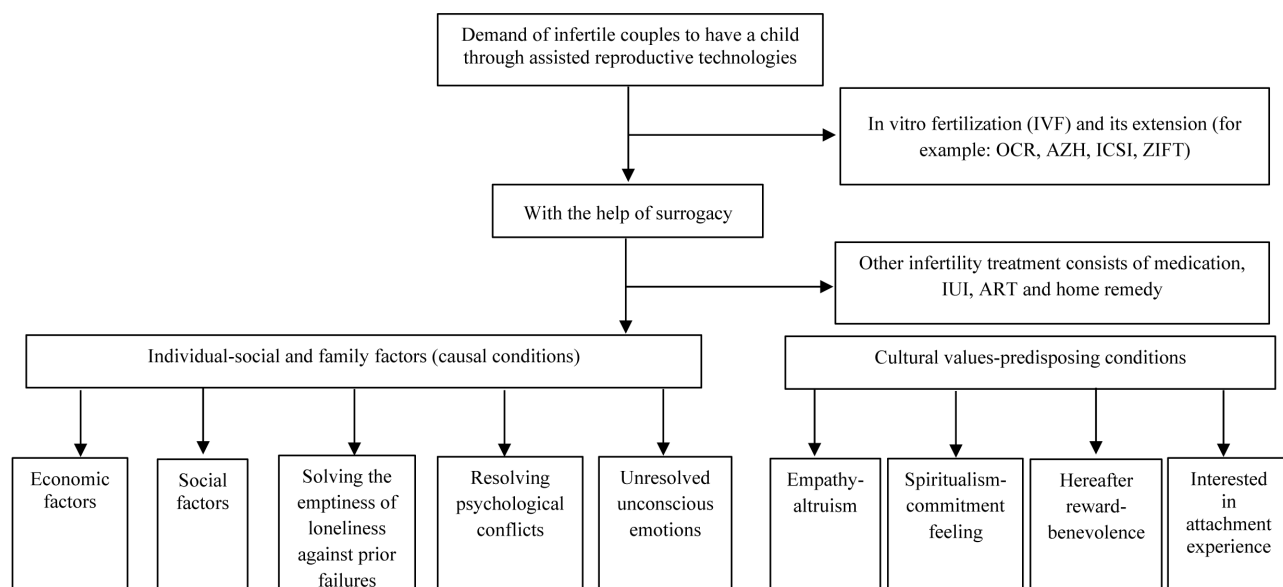 Demand of infertile couples to have a child
through assisted reproductive technologies
In vitro fertilization (IVF) and its extension (for
example: OCR, AZH, ICSI, ZIFT)
With the help of surrogacy
Other infertility treatment consists of medication,
IUI, ART and home remedy
Individual-social and family factors (causal conditions)
Cultural values-predisposing conditions
Economic
factors
Social
factors
Solving the
emptiness of
loneliness
against prior
failures
Resolving
psychological
conflicts
Unresolved
unconscious
emotions
Empathy-
altruism
Spiritualism-
commitment
feeling
Hereafter
reward-
benevolence
Interested
in
attachment
experience